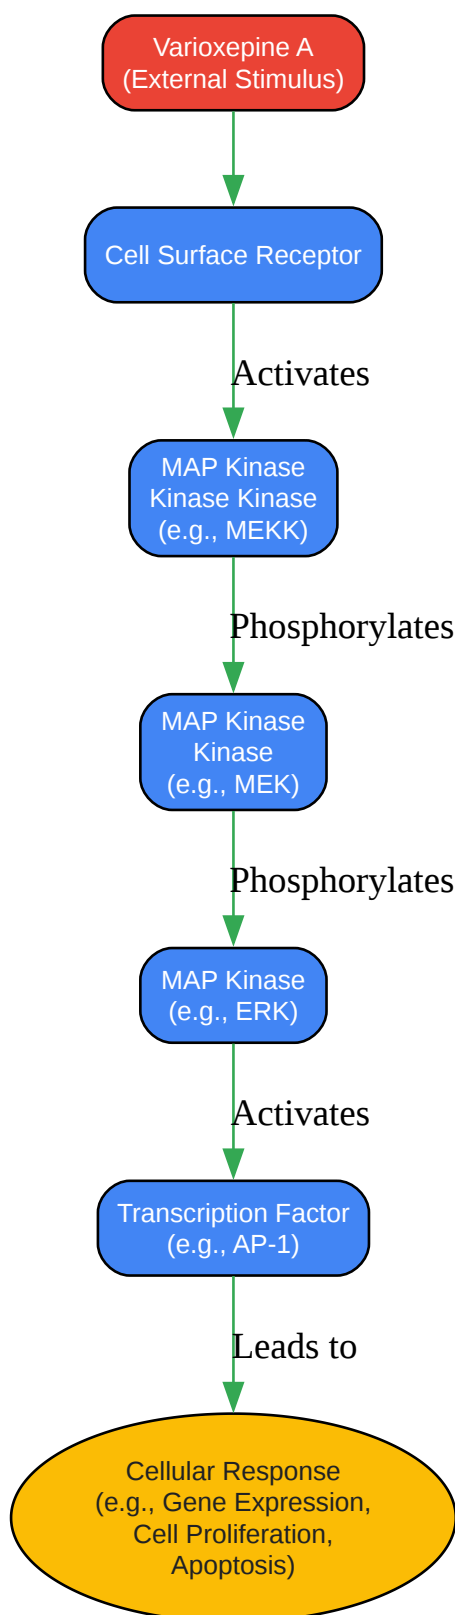 Varioxepine A
(External Stimulus)
Cell Surface Receptor
Activates
MAP Kinase
Kinase Kinase
(e.g., MEKK)
Phosphorylates
MAP Kinase
Kinase
(e.g., MEK)
Phosphorylates
MAP Kinase
(e.g., ERK)
Activates
Transcription Factor
(e.g., AP-1)
Leads to
Cellular Response
(e.g., Gene Expression,
Cell Proliferation,
Apoptosis)